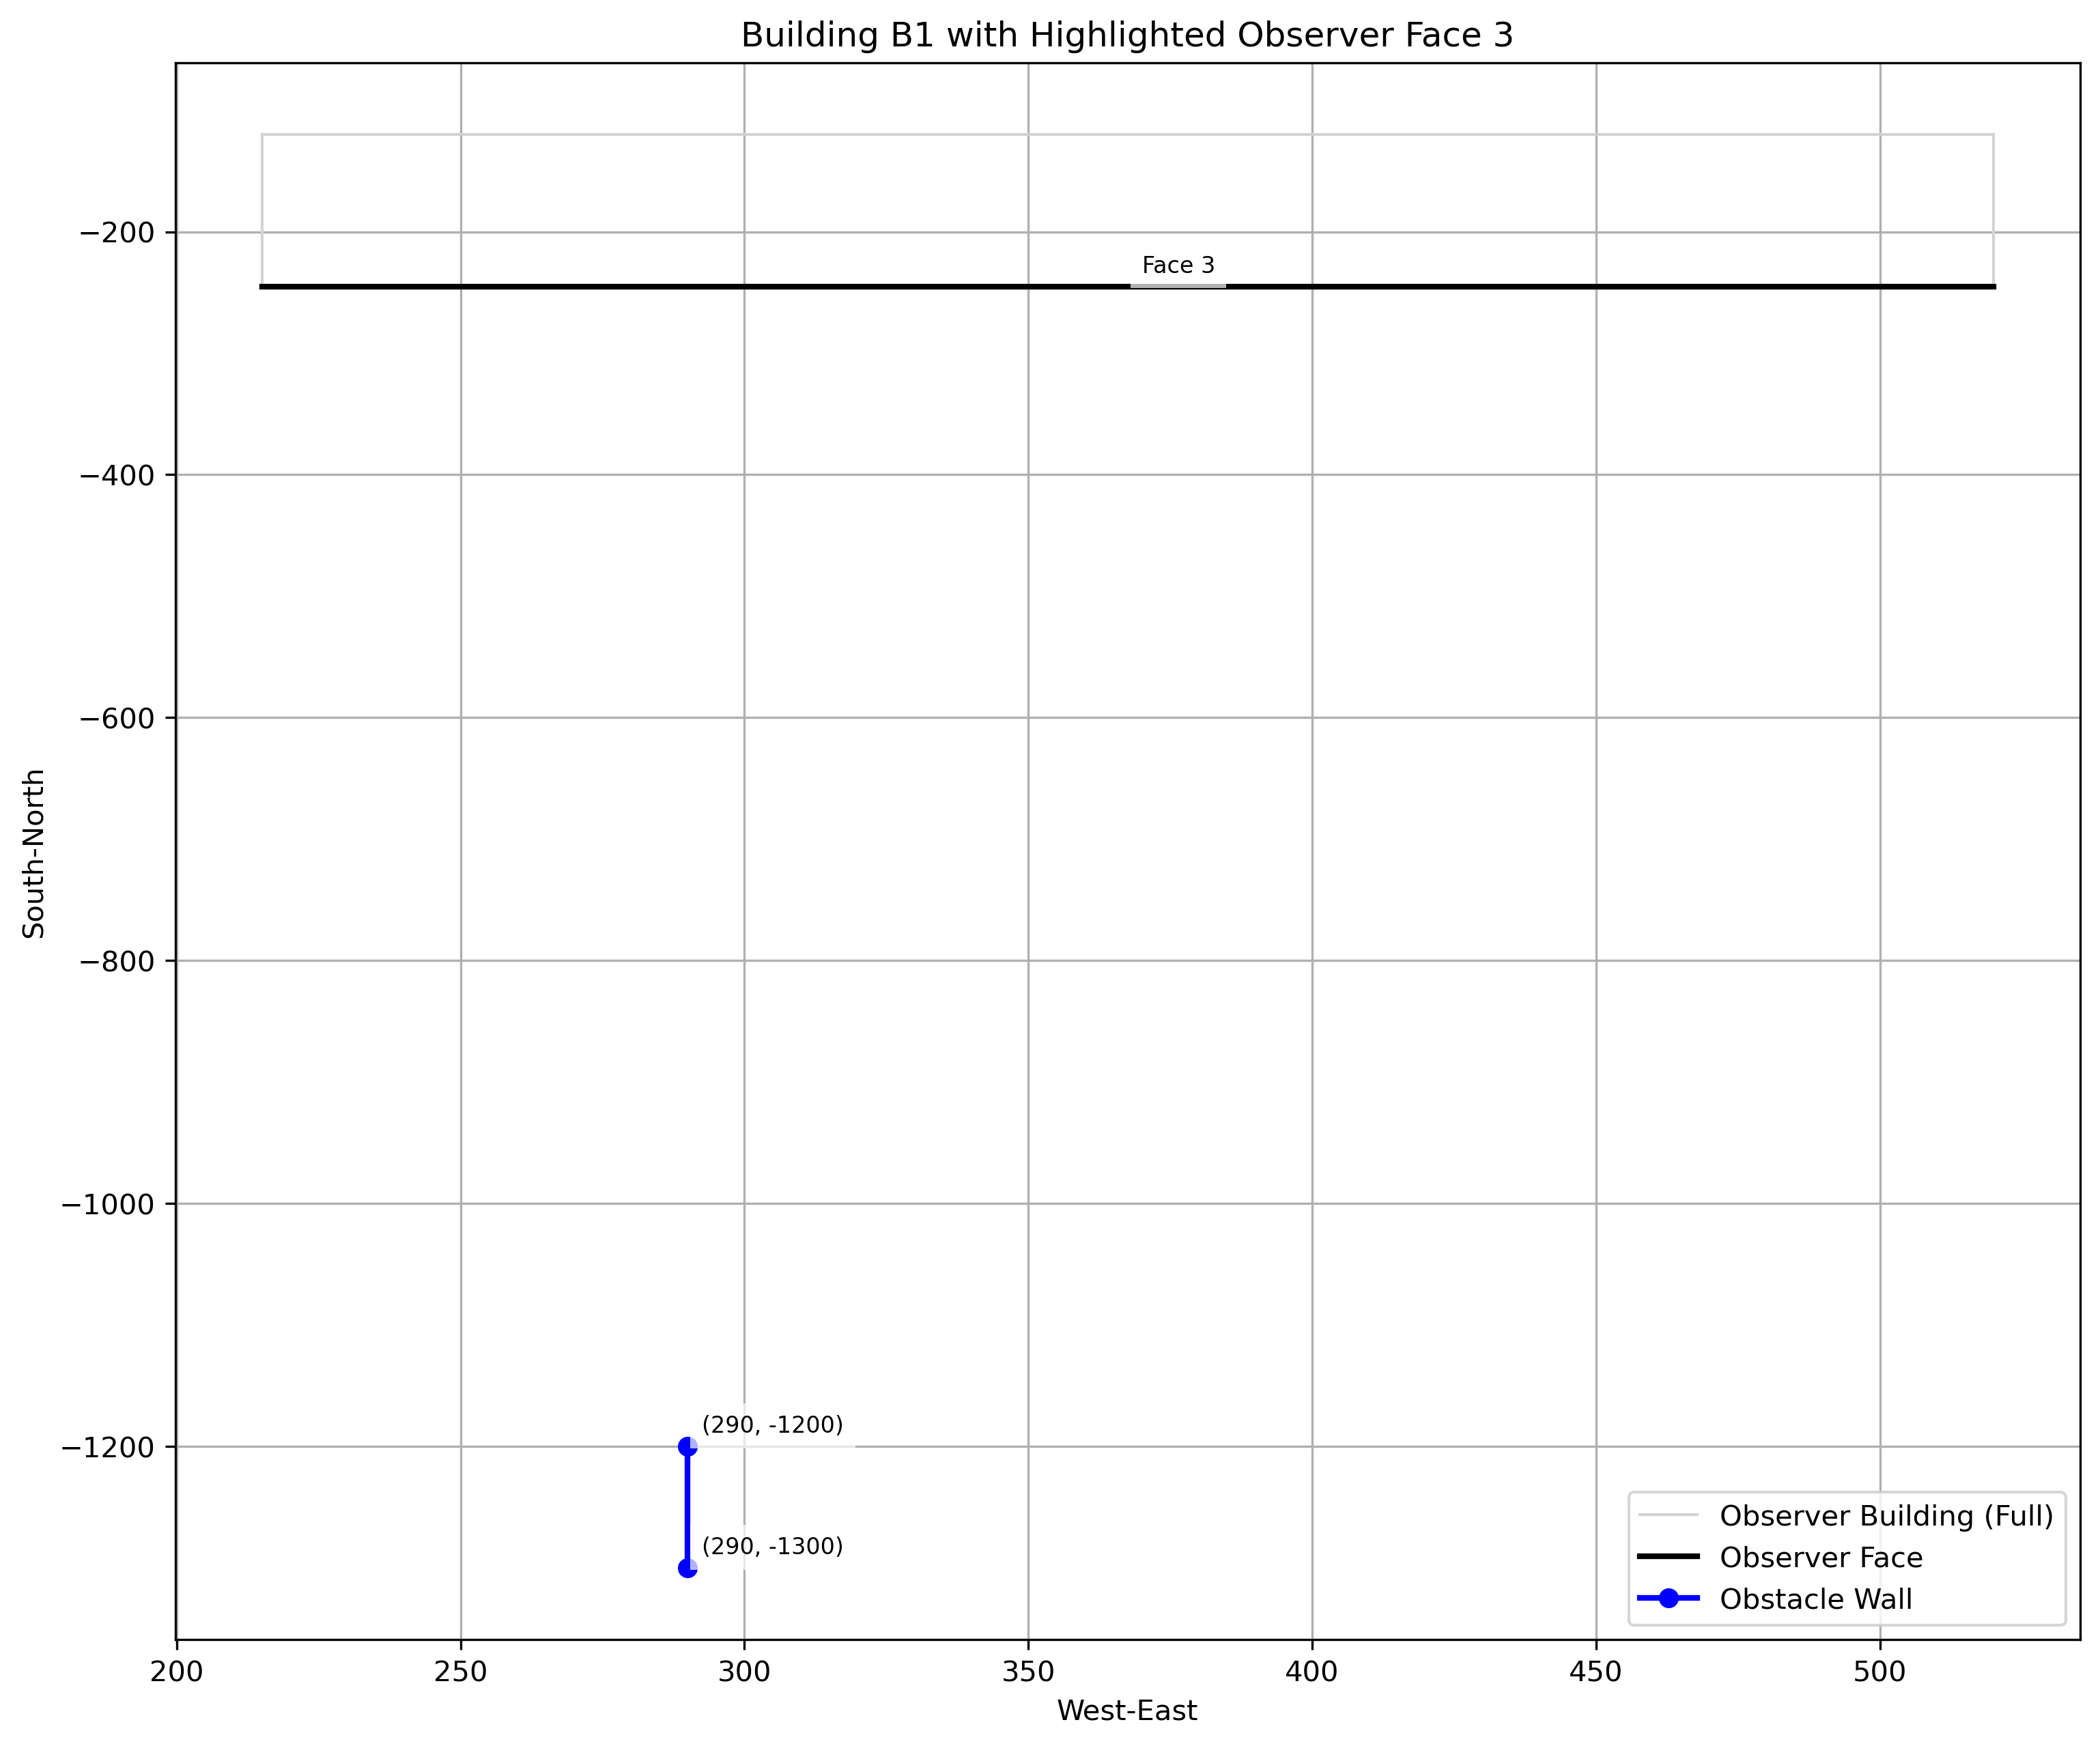 Building B1 with Highlighted Observer Face 3
Face 3
−200
−400
−600
−800
−1000
−1200
South-North
(290, -1200)
(290, -1300)
Observer Building (Full)
Observer Face
Obstacle Wall
200
250
300
350
400
450
500
West-East